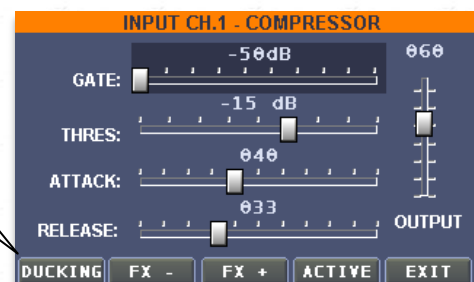 INPUT CH.1 - COMPRESSOR
-50dB
060
GATE:
-15 dB
THRES:
040
ATTACK:
033
RELEASE:
OUTPUT
DUCKING FX - FX + ACTIVE EXIT